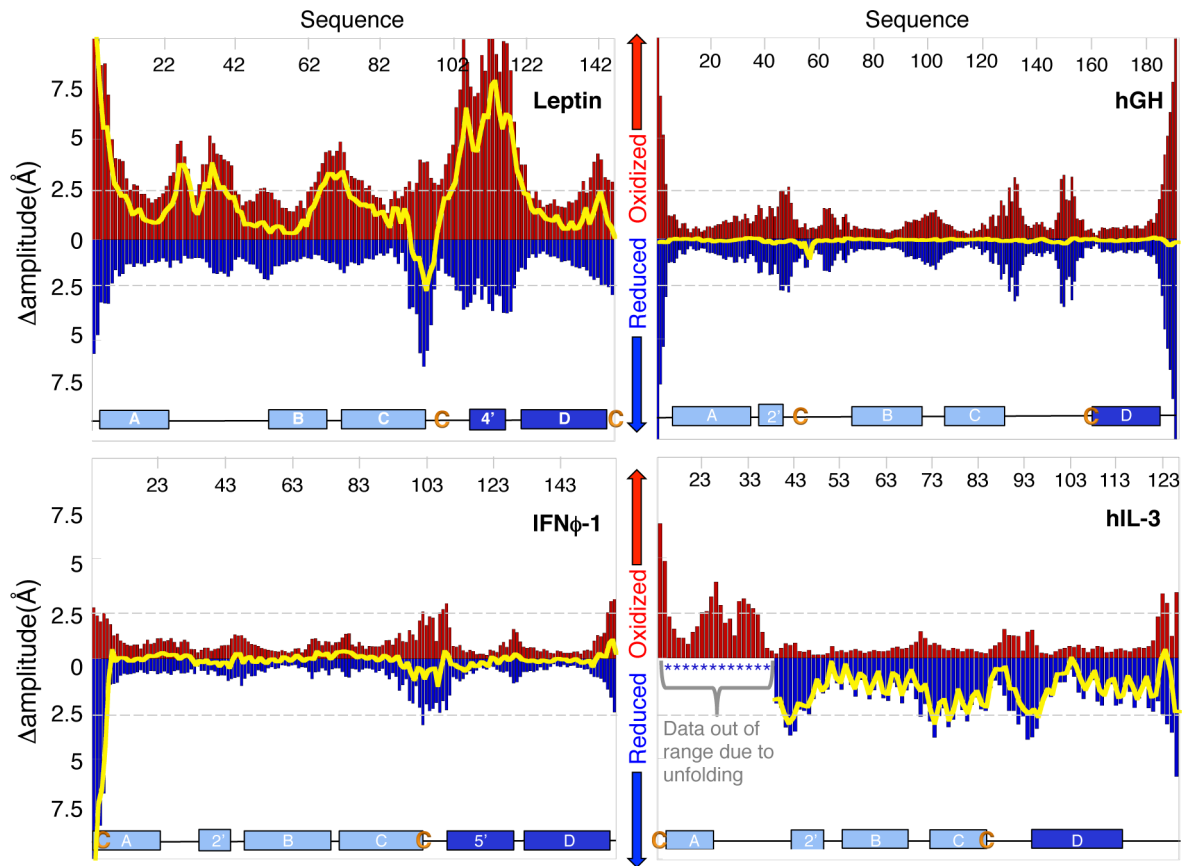 Sequence
Sequence
22 42 62 82 102 122 142
Leptin
7.5
5
2.5
0
2.5
5
7.5
Δamplitude(Å)
A B C C 4' D C
Oxidized
Reduced
20 40 60 80 100 120 140 160 180
hGH
A 2' C B C C D
23 43 63 83 103 123 143
IFNϕ-1
7.5
5
2.5
0
2.5
5
7.5
Δamplitude(Å)
C A 2' B C C 5' D
Oxidized
Reduced
23 33 43 53 63 73 83 93 103 113 123
hIL-3
************
Data out of
range due to
unfolding
C A 2' B C C D